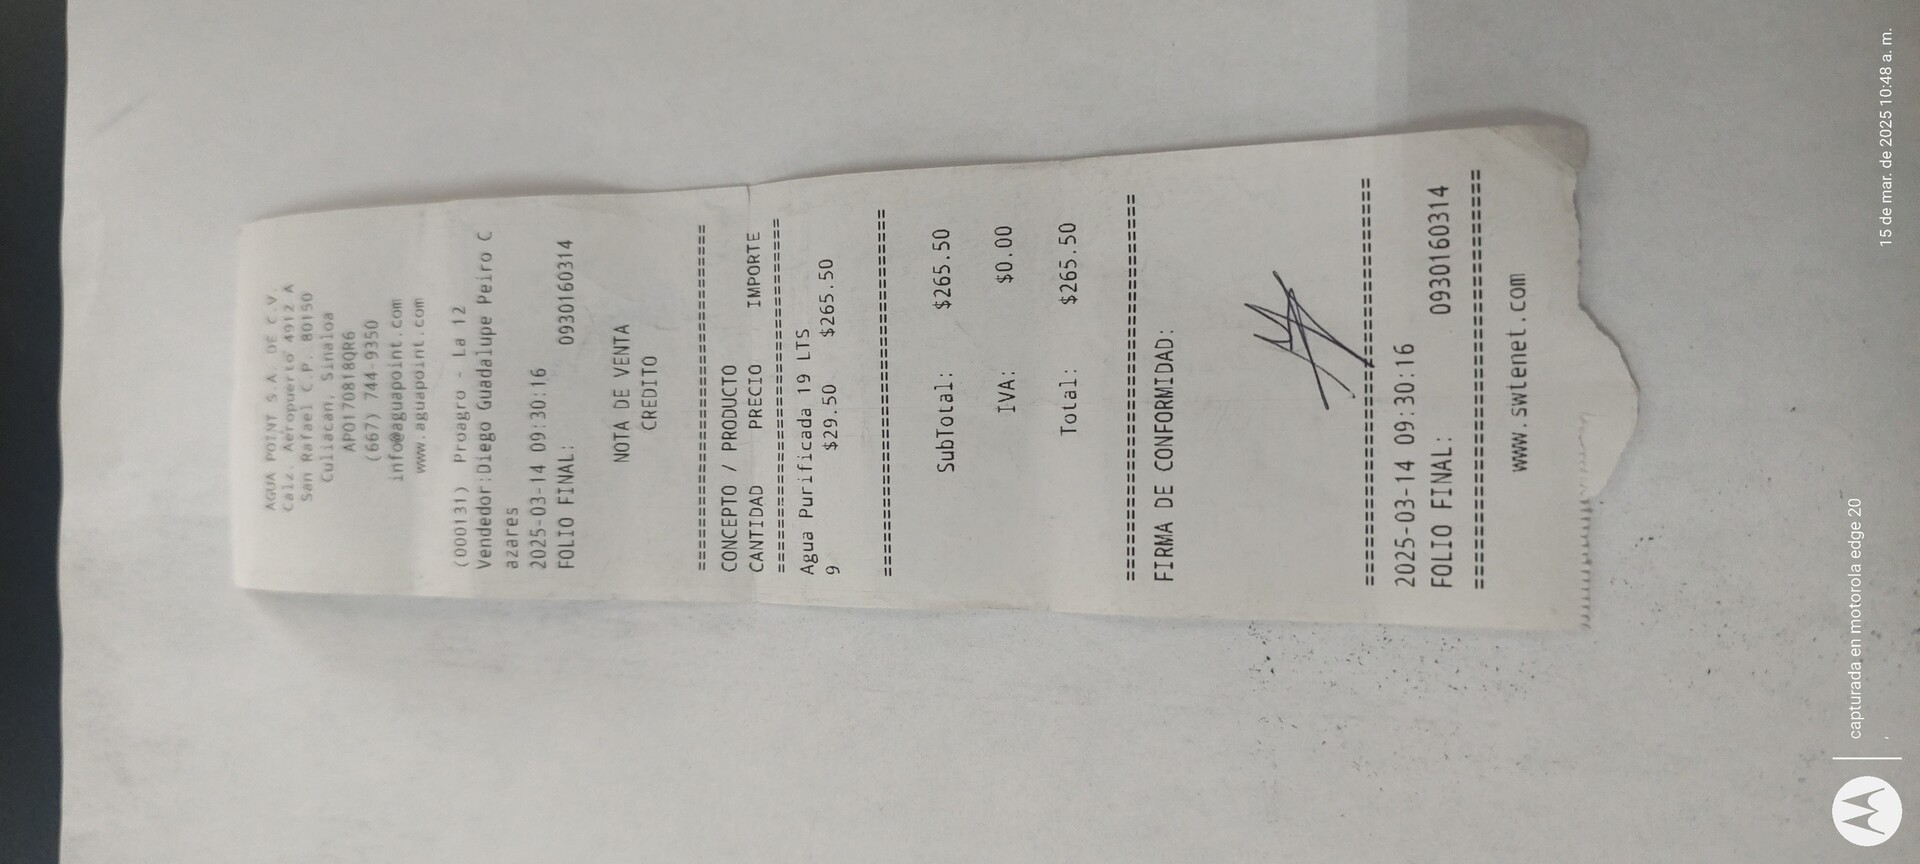 AGUA POINT S.A. DE C.V.
Calz. Aeropuerto 4912 A
San Rafael C.P. 80150
Culiacan, Sinaloa
APO170818QR6
(667) 744-9350
info@aguapoint.com
www.aguapoint.com
(000131) Proagro - La 12
Vendedor:Diego Guadalupe Peiro C
azares
2025-03-14 09:30:16
FOLIO FINAL: 0930160314
NOTA DE VENTA
CREDITO
================================
CONCEPTO / PRODUCTO
CANTIDAD PRECIO IMPORTE
================================
Agua Purificada 19 LTS
9 $29.50 $265.50
================================
SubTotal: $265.50
IVA: $0.00
Total: $265.50
================================
FIRMA DE CONFORMIDAD:
================================
2025-03-14 09:30:16
FOLIO FINAL: 0930160314
================================
www.swtenet.com
capturada en motorola edge 20
15 de mar. de 2025 10:48 a. m.